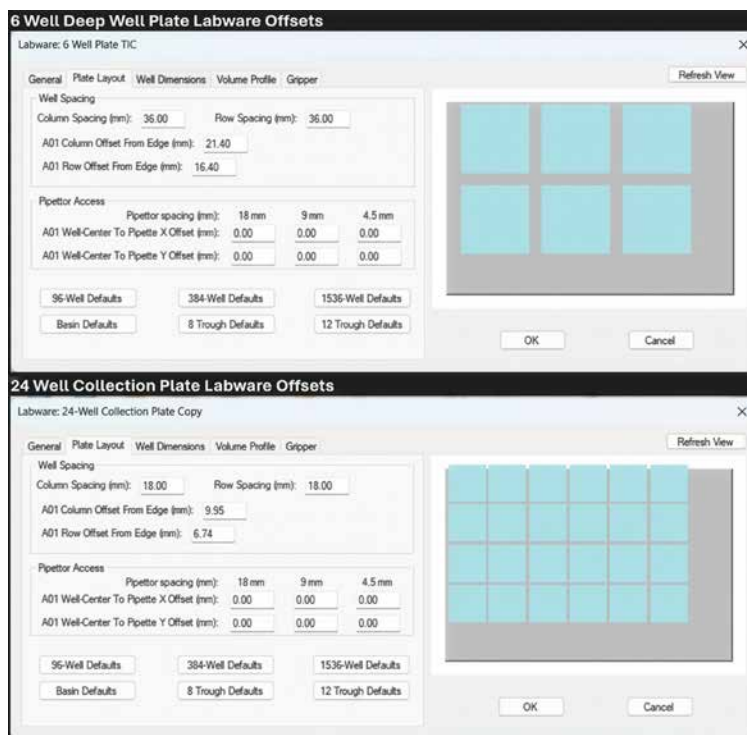 6 Well Deep Well Plate Labware Offsets
Labware: 6 Well Plate TIC
General Plate Layout Well Dimensions Volume Profile Gripper
Refresh View
Well Spacing
Column Spacing (mm): 36.00 Row Spacing (mm): 36.00
A01 Column Offset From Edge (mm): 21.40
A01 Row Offset From Edge (mm): 16.40
Pipettor Access
Pipettor spacing (mm): 18 mm 9 mm 4.5 mm
A01 Well-Center To Pipette X Offset (mm): 0.00 0.00 0.00
A01 Well-Center To Pipette Y Offset (mm): 0.00 0.00 0.00
96-Well Defaults 384-Well Defaults 1536-Well Defaults
Basin Defaults 8 Trough Defaults 12 Trough Defaults
OK Cancel
24 Well Collection Plate Labware Offsets
Labware: 24-Well Collection Plate Copy
General Plate Layout Well Dimensions Volume Profile Gripper
Refresh View
Well Spacing
Column Spacing (mm): 18.00 Row Spacing (mm): 18.00
A01 Column Offset From Edge (mm): 9.95
A01 Row Offset From Edge (mm): 6.74
Pipettor Access
Pipettor spacing (mm): 18 mm 9 mm 4.5 mm
A01 Well-Center To Pipette X Offset (mm): 0.00 0.00 0.00
A01 Well-Center To Pipette Y Offset (mm): 0.00 0.00 0.00
96-Well Defaults 384-Well Defaults 1536-Well Defaults
Basin Defaults 8 Trough Defaults 12 Trough Defaults
OK Cancel